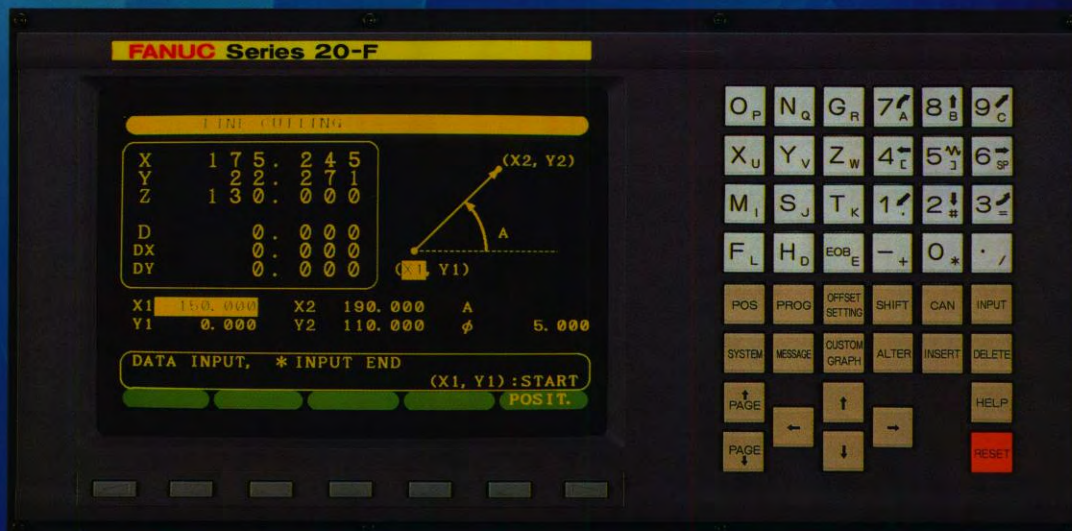 FANUC Series 20-F
LINE CUTTING
X 175.245
Y 22.271
Z 130.000
D 0.000
DX 0.000
DY 0.000
(X2, Y2)
A
(X1, Y1)
X1 150.000 X2 190.000 A
Y1 0.000 Y2 110.000 ϕ 5.000
DATA INPUT, *INPUT END
(X1, Y1):START
POSIT.
O P N Q G R 7 A 8 B 9 C
X U Y V Z W 4 [ 5 ] 6 SP
M I S J T K 1 , 2 # 3 =
F L H D EOB E - + 0 * . /
POS PROG OFFSET SETTING SHIFT CAN INPUT
SYSTEM MESSAGE CUSTOM GRAPH ALTER INSERT DELETE
PAGE HELP
PAGE RESET